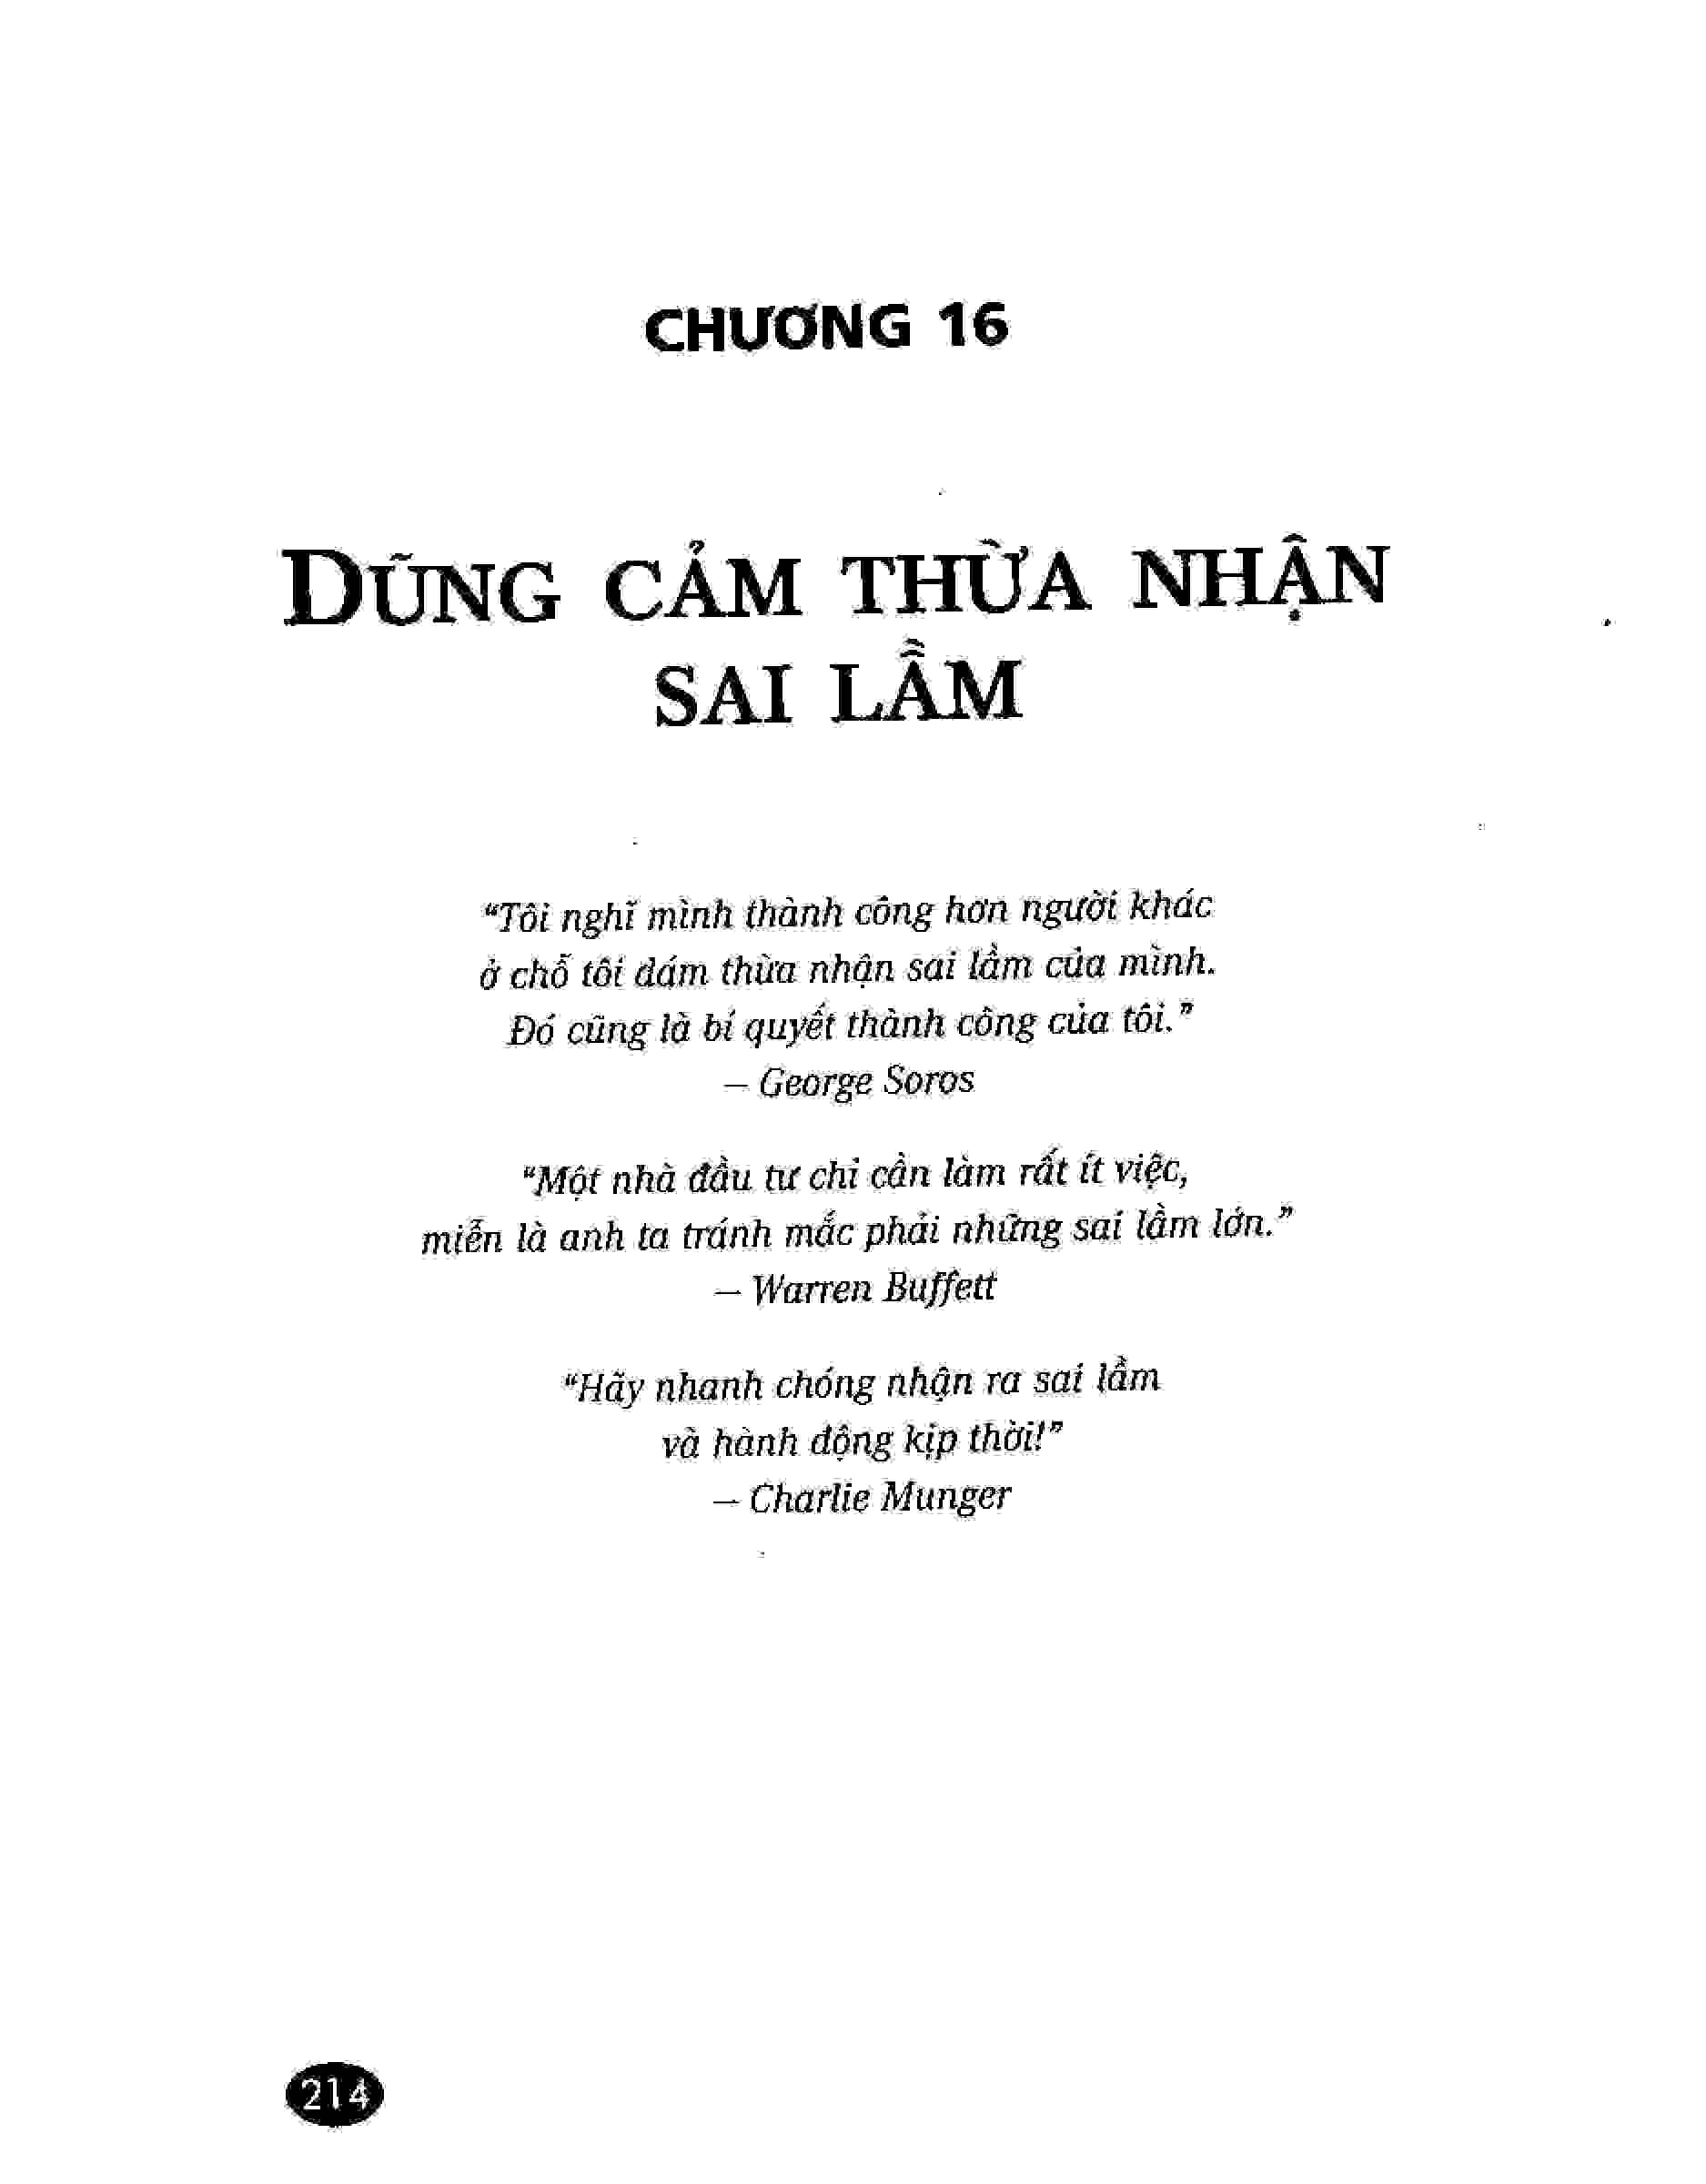 CHƯƠNG 16
DŨNG CẢM THỪA NHẬN
SAI LẦM
“Tôi nghĩ mình thành công hơn người khác
ở chỗ tôi dám thừa nhận sai lầm của mình.
Đó cũng là bí quyết thành công của tôi.”
– George Soros
“Một nhà đầu tư chỉ cần làm rất ít việc,
miễn là anh ta tránh mắc phải những sai lầm lớn.”
– Warren Buffett
“Hãy nhanh chóng nhận ra sai lầm
và hành động kịp thời!”
– Charlie Munger
214